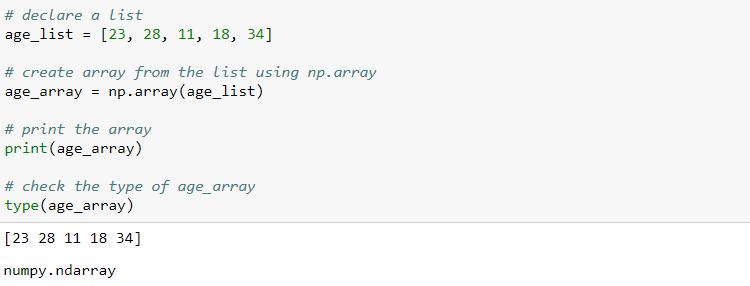 # declare a list
age_list = [23, 28, 11, 18, 34]
# create array from the list using np.array
age_array = np.array(age_list)
# print the array
print(age_array)
# check the type of age_array
type(age_array)
[23 28 11 18 34]
numpy.ndarray